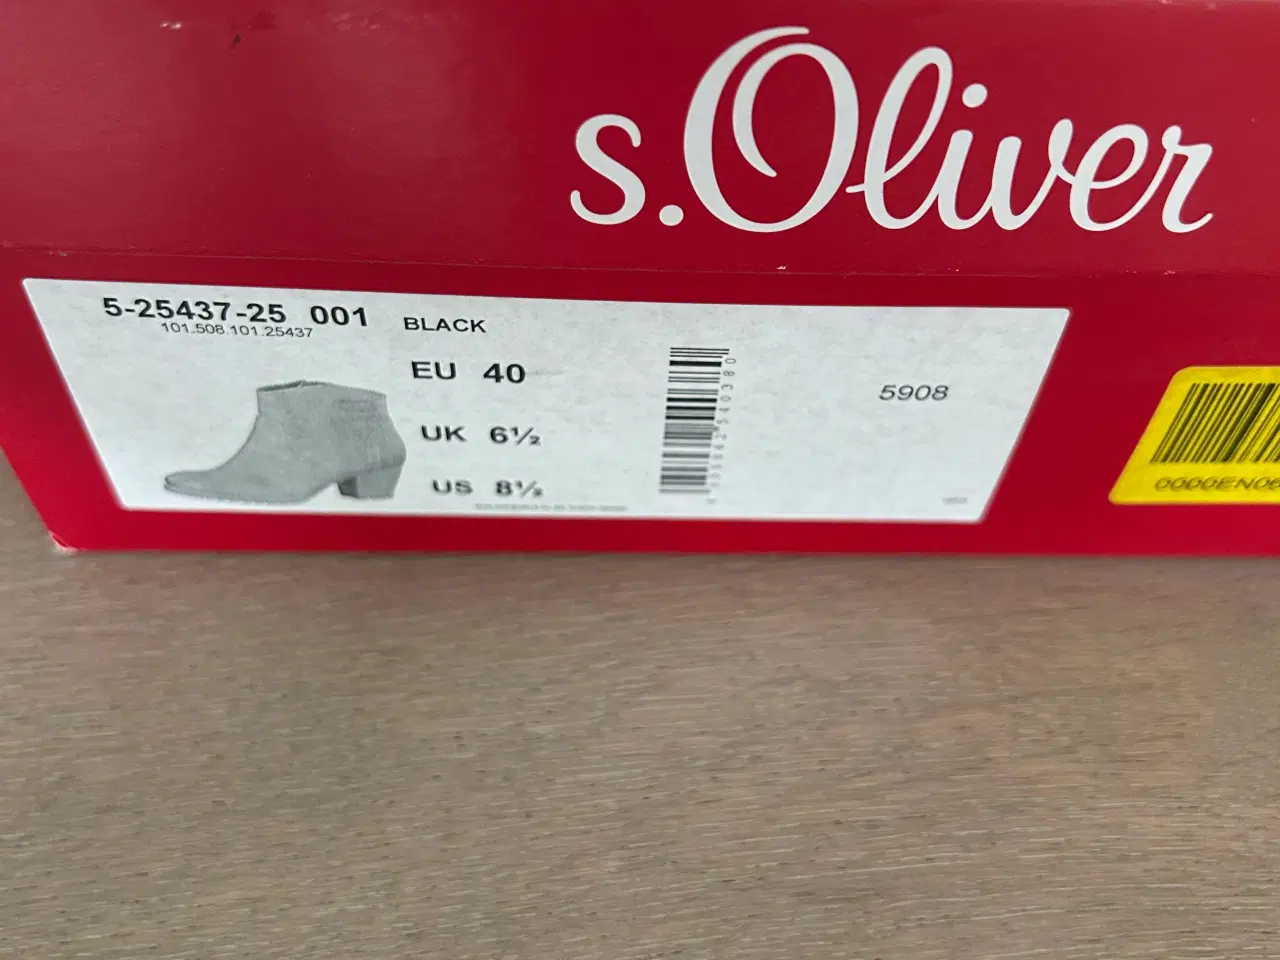 s.Oliver
5-25437-25 001 BLACK
101.508.101.25437
EU 40
UK 6½
US 8½
5908